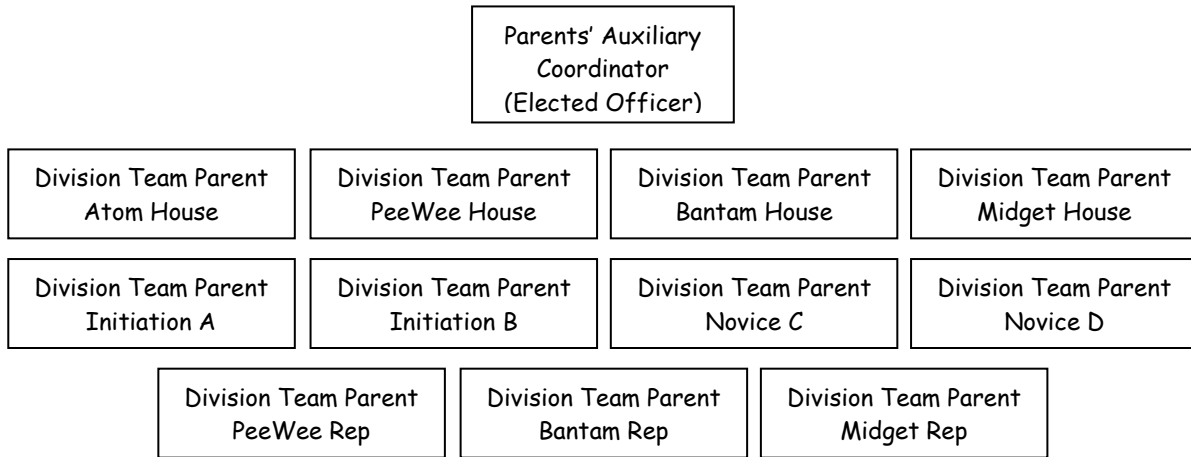 Parents’ Auxiliary
Coordinator
(Elected Officer)
Division Team Parent
Atom House
Division Team Parent
PeeWee House
Division Team Parent
Bantam House
Division Team Parent
Midget House
Division Team Parent
Initiation A
Division Team Parent
Initiation B
Division Team Parent
Novice C
Division Team Parent
Novice D
Division Team Parent
PeeWee Rep
Division Team Parent
Bantam Rep
Division Team Parent
Midget Rep